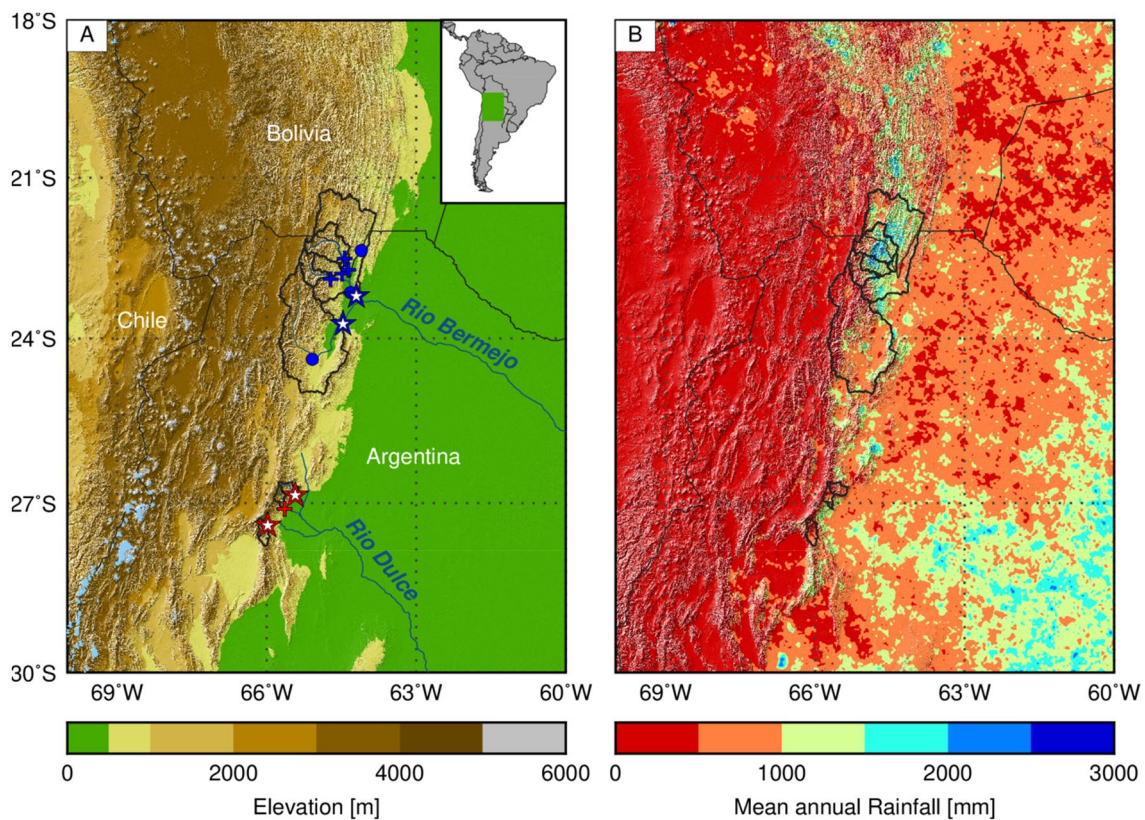 A
B
18°S
21°S
24°S
27°S
30°S
Bolivia
Chile
Argentina
Rio Bermejo
Rio Dulce
69°W 66°W 63°W 60°W
69°W 66°W 63°W 60°W
0 2000 4000 6000
Elevation [m]
0 1000 2000 3000
Mean annual Rainfall [mm]